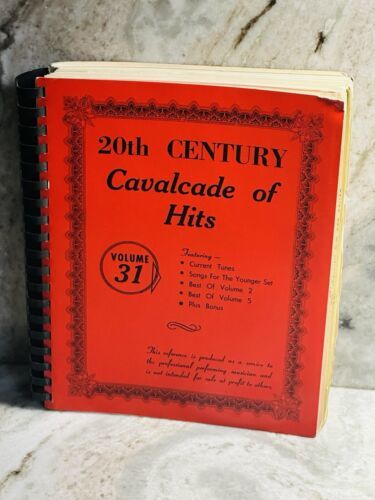 20th CENTURY
Cavalcade of
Hits
VOLUME
31
Featuring —
• Current Tunes
• Songs For The Younger Set
• Best Of Volume 2
• Best Of Volume 5
• Plus Bonus
This reference is produced as a service to
the professional performing musician and
is not intended for sale at profit to others.